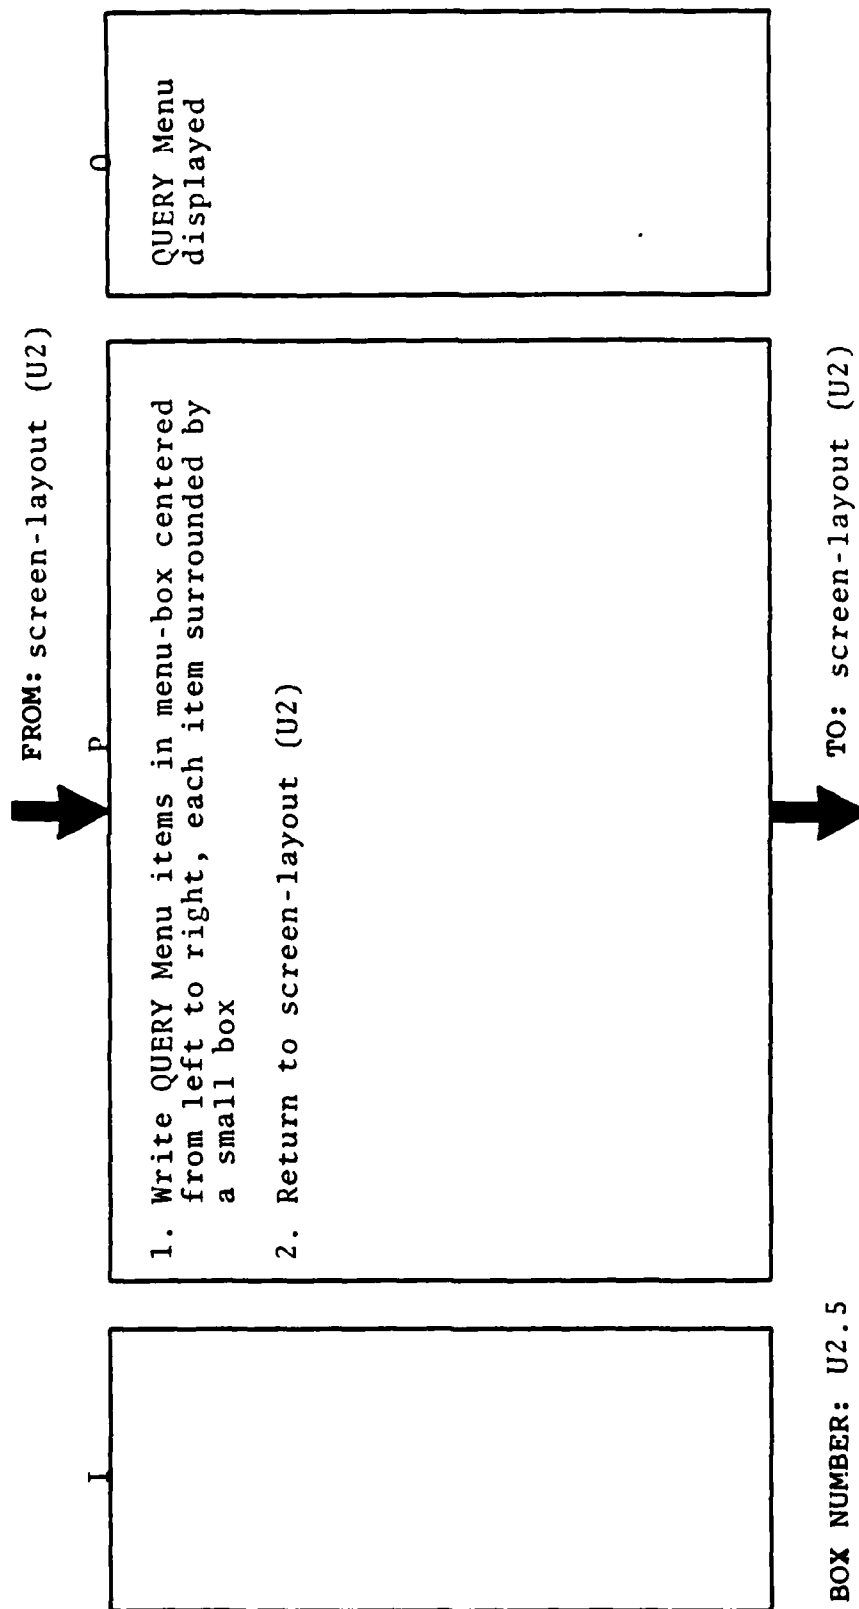 FROM: screen-layout (U2)
I
P
O
1. Write QUERY Menu items in menu-box centered
from left to right, each item surrounded by
a small box
2. Return to screen-layout (U2)
QUERY Menu
displayed
BOX NUMBER: U2.5
TO: screen-layout (U2)